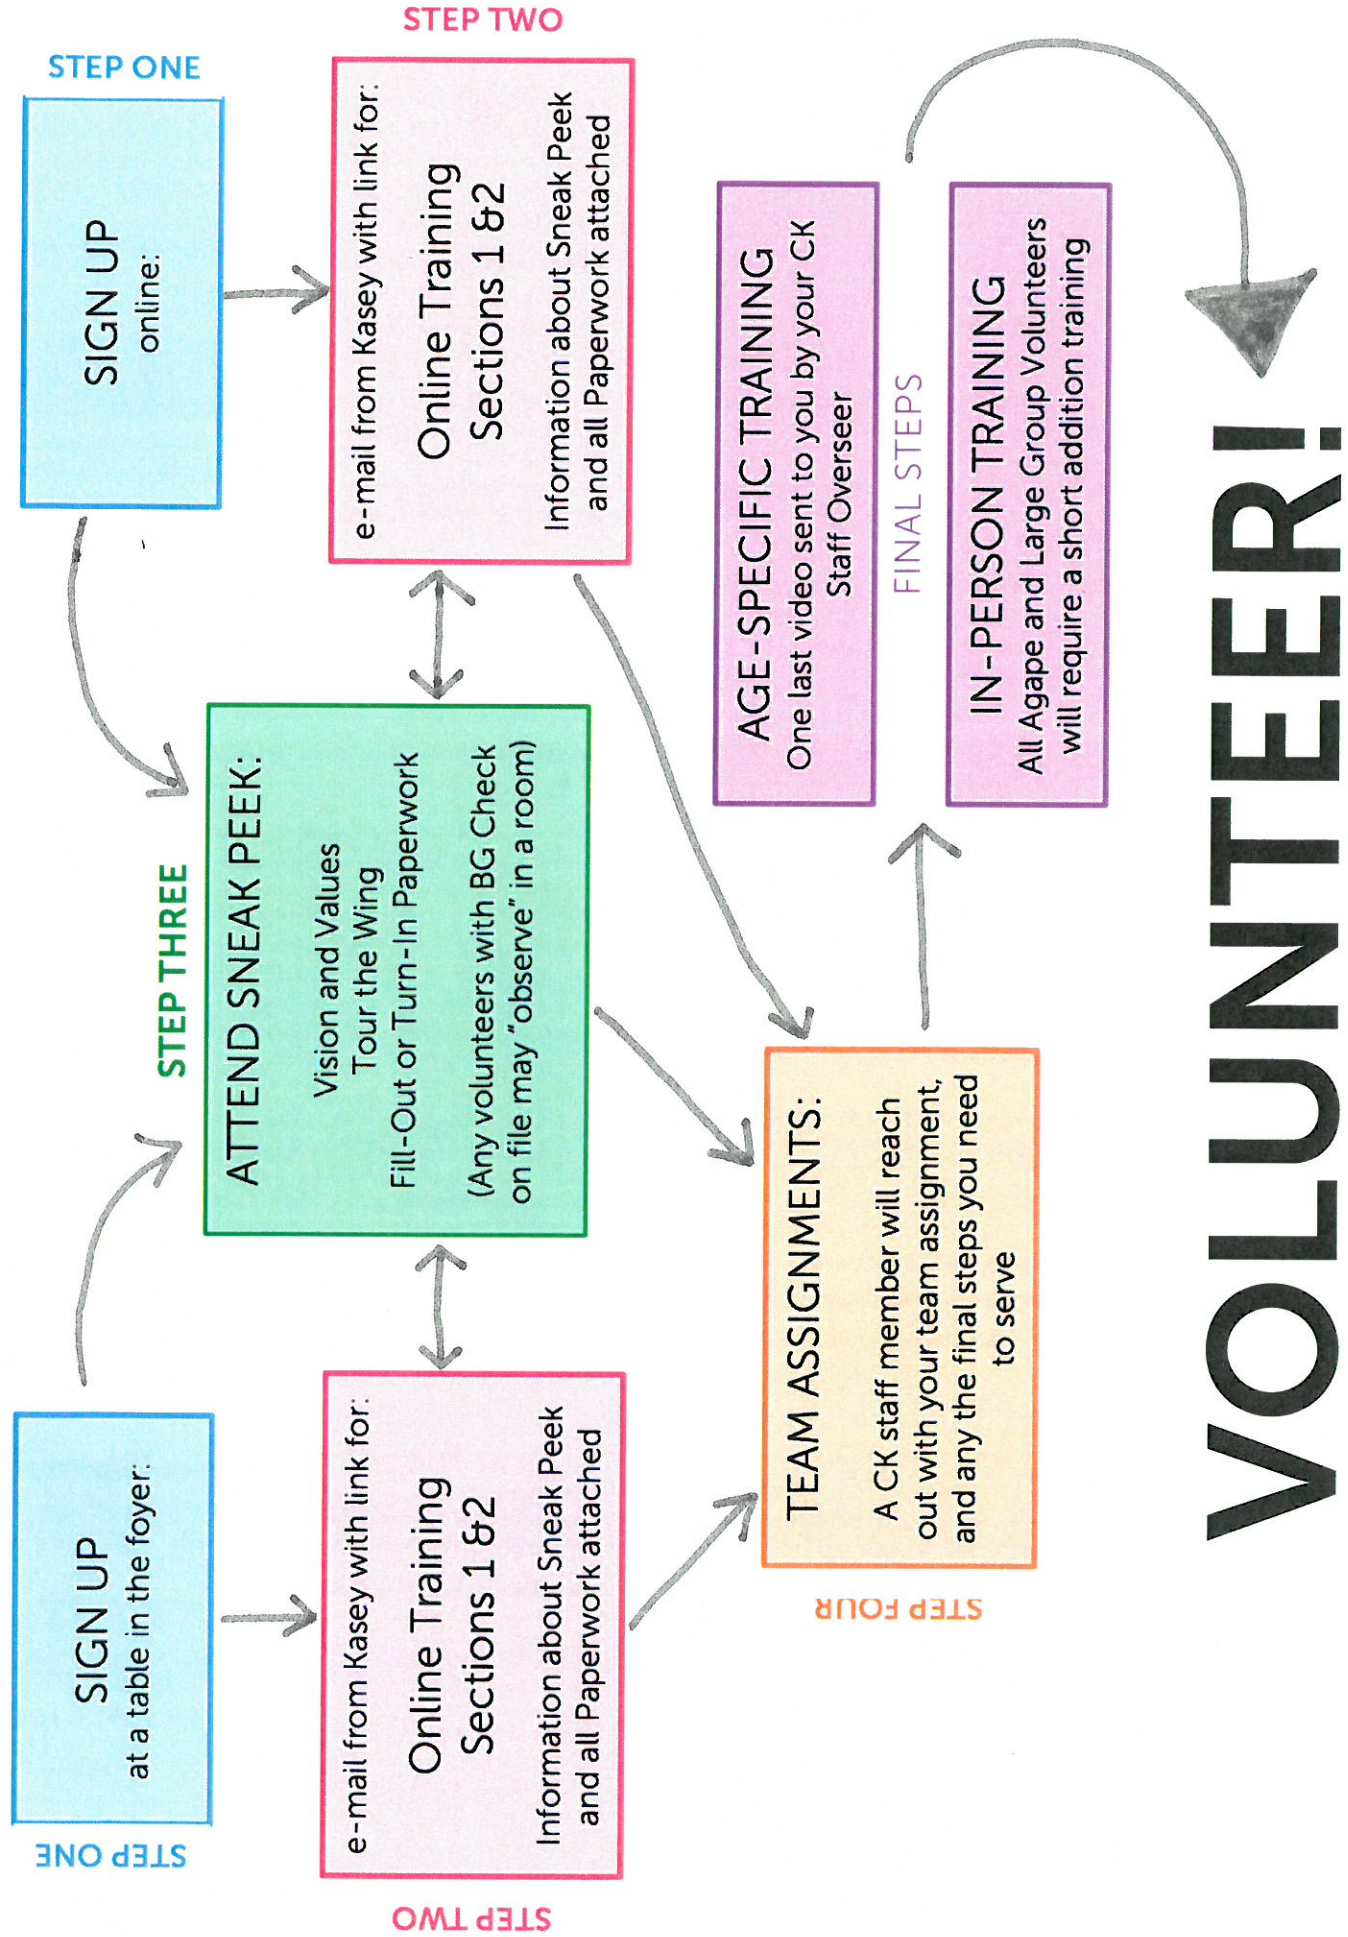 STEP ONE
SIGN UP
at a table in the foyer:
STEP TWO
e-mail from Kasey with link for:
Online Training
Sections 1 &2
Information about Sneak Peek
and all Paperwork attached
STEP THREE
ATTEND SNEAK PEEK:
Vision and Values
Tour the Wing
Fill-Out or Turn-In Paperwork
(Any volunteers with BG Check
on file may "observe" in a room)
STEP ONE
SIGN UP
online:
STEP TWO
e-mail from Kasey with link for:
Online Training
Sections 1 &2
Information about Sneak Peek
and all Paperwork attached
STEP FOUR
TEAM ASSIGNMENTS:
A CK staff member will reach
out with your team assignment,
and any the final steps you need
to serve
AGE-SPECIFIC TRAINING
One last video sent to you by your CK
Staff Overseer
FINAL STEPS
IN-PERSON TRAINING
All Agape and Large Group Volunteers
will require a short addition training
VOLUNTEER!